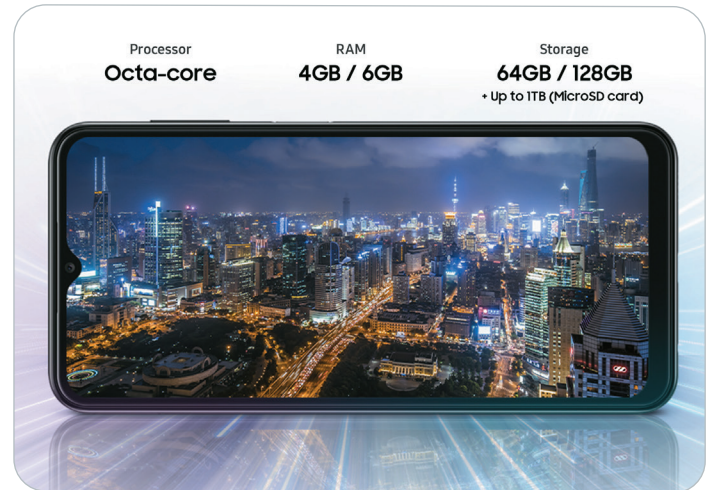 Processor
Octa-core
RAM
4GB / 6GB
Storage
64GB / 128GB
+ Up to 1TB (MicroSD card)